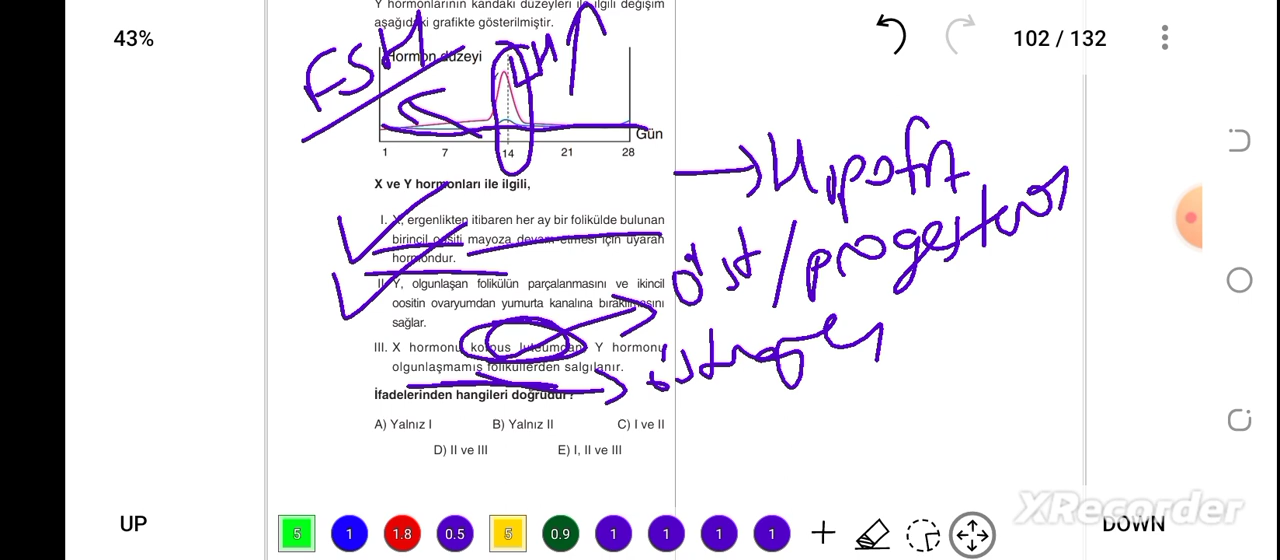 Y hormonlarının kandaki düzeyleri ile ilgili değişim
aşağıdaki grafikte gösterilmiştir.
43%
102 / 132
Hormon düzeyi
FSH
LH
Gün
1 7 14 21 28
Hipofit
X ve Y hormonları ile ilgili,
I. X, ergenlikten itibaren her ay bir folikülde bulunan
birincil oositi mayoza devam etmesi için uyaran
hormondur.
öst/progesteron
II. Y, olgunlaşan folikülün parçalanmasını ve ikincil
oositin ovaryumdan yumurta kanalına bırakılmasını
sağlar.
III. X hormonu korpus luteumdan Y hormonu
olgunlaşmamış foliküllerden salgılanır.
İfadelerinden hangileri doğrudur?
A) Yalnız I B) Yalnız II C) I ve II
D) II ve III E) I, II ve III
UP
5 1 1.8 0.5 5 0.9 1 1 1 1
XRecorder
DOWN